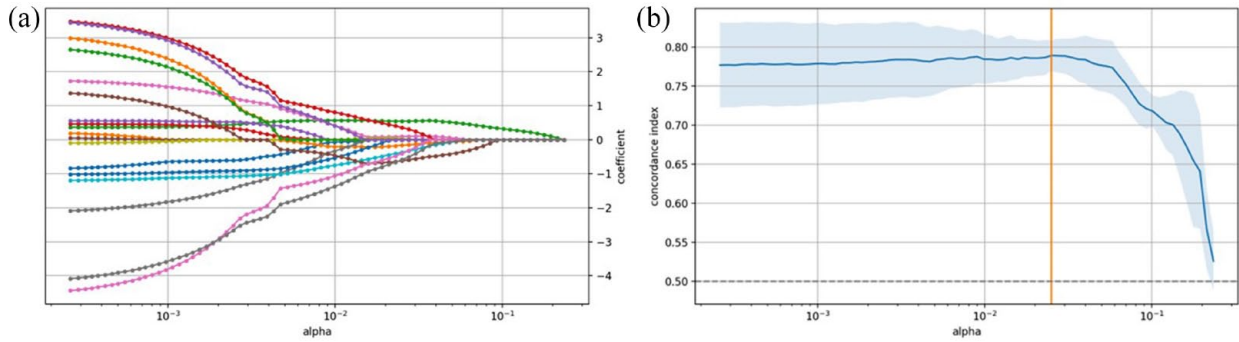 (a)
3
2
1
0
−1
−2
−3
−4
coefficient
10⁻³ 10⁻² 10⁻¹
alpha
(b)
0.80
0.75
0.70
0.65
0.60
0.55
0.50
concordance index
10⁻³ 10⁻² 10⁻¹
alpha